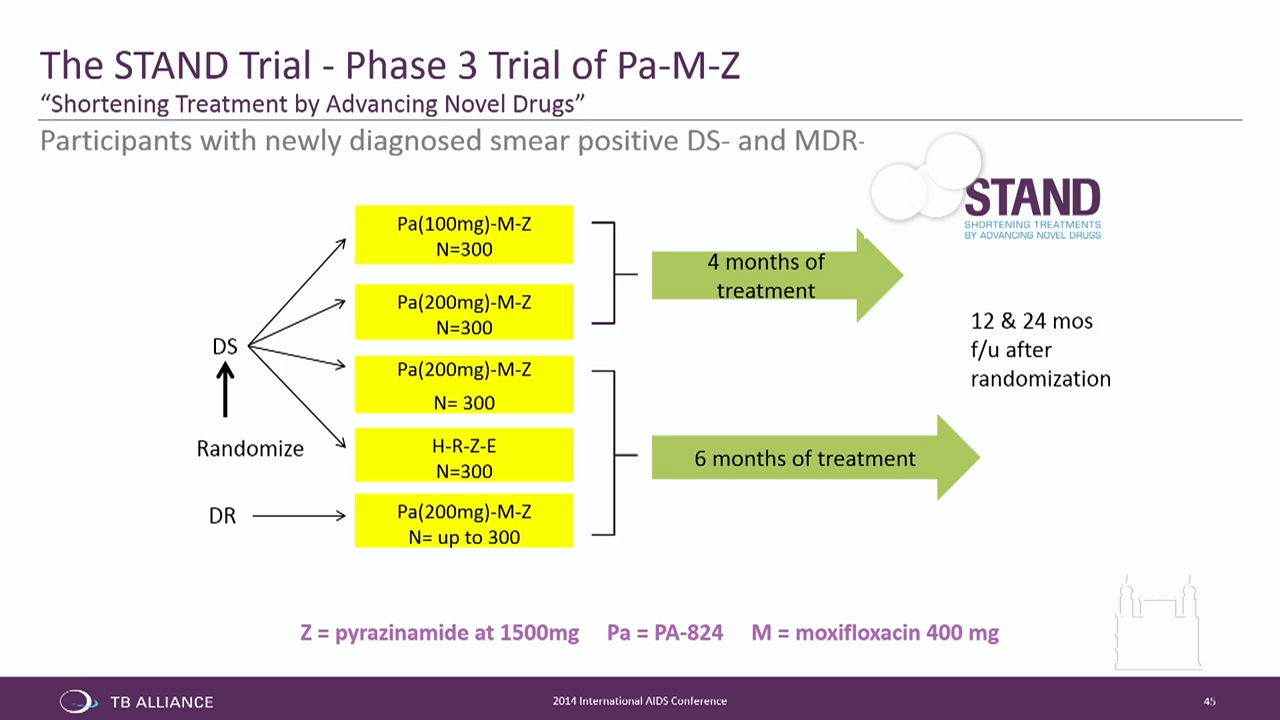 The STAND Trial - Phase 3 Trial of Pa-M-Z
“Shortening Treatment by Advancing Novel Drugs”
Participants with newly diagnosed smear positive DS- and MDR-
STAND
SHORTENING TREATMENTS
BY ADVANCING NOVEL DRUGS
Pa(100mg)-M-Z
N=300
Pa(200mg)-M-Z
N=300
Pa(200mg)-M-Z
N= 300
H-R-Z-E
N=300
Pa(200mg)-M-Z
N= up to 300
DS
Randomize
DR
4 months of
treatment
6 months of treatment
12 & 24 mos
f/u after
randomization
Z = pyrazinamide at 1500mg Pa = PA-824 M = moxifloxacin 400 mg
TB ALLIANCE
2014 International AIDS Conference
45